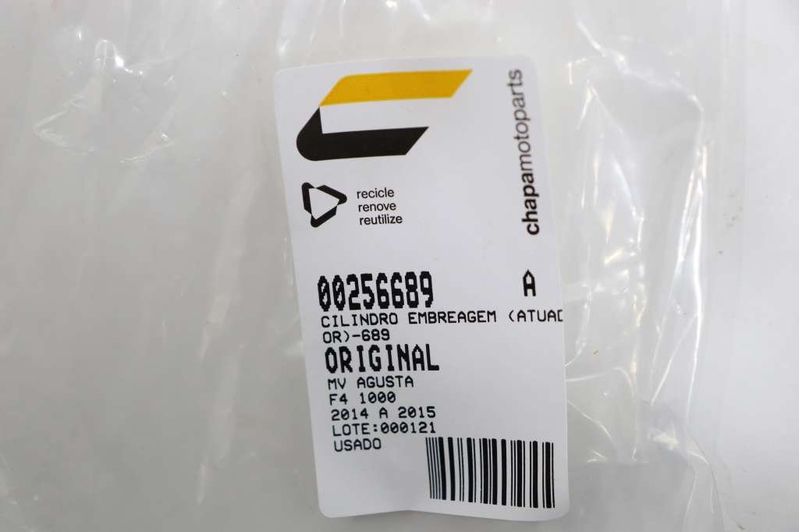 chapamotoparts
recicle
renove
reutilize
00256689 A
CILINDRO EMBREAGEM (ATUAD
OR)-689
ORIGINAL
MV AGUSTA
F4 1000
2014 A 2015
LOTE:000121
USADO